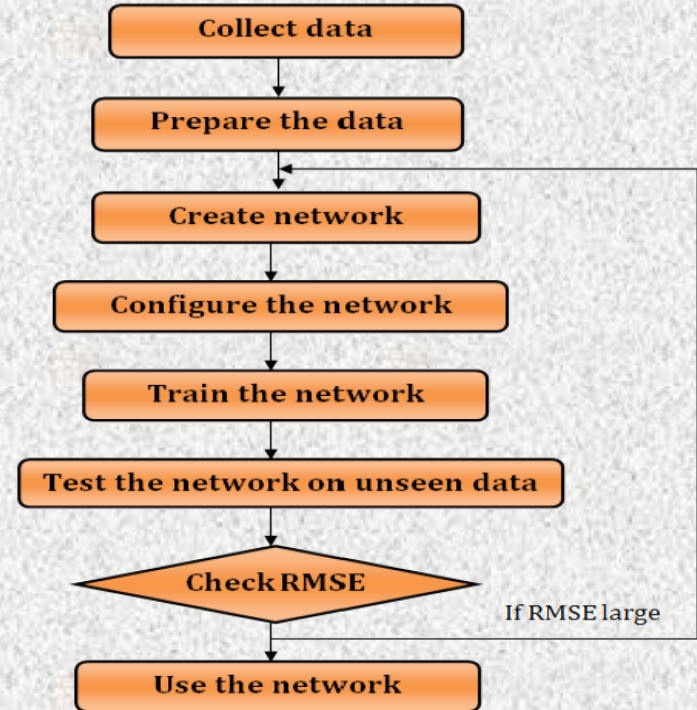 Collect data
Prepare the data
Create network
Configure the network
Train the network
Test the network on unseen data
Check RMSE
If RMSE large
Use the network